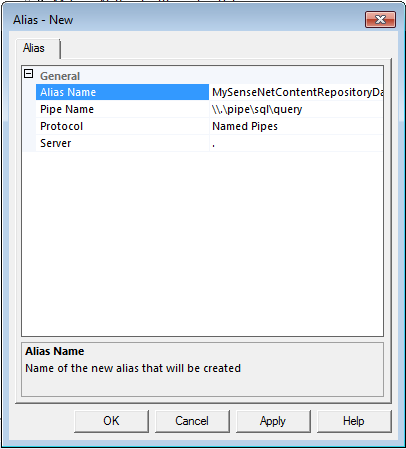 Alias - New
Alias
General
Alias Name MySenseNetContentRepositoryDa
Pipe Name \\.\pipe\sql\query
Protocol Named Pipes
Server .
Alias Name
Name of the new alias that will be created
OK Cancel Apply Help